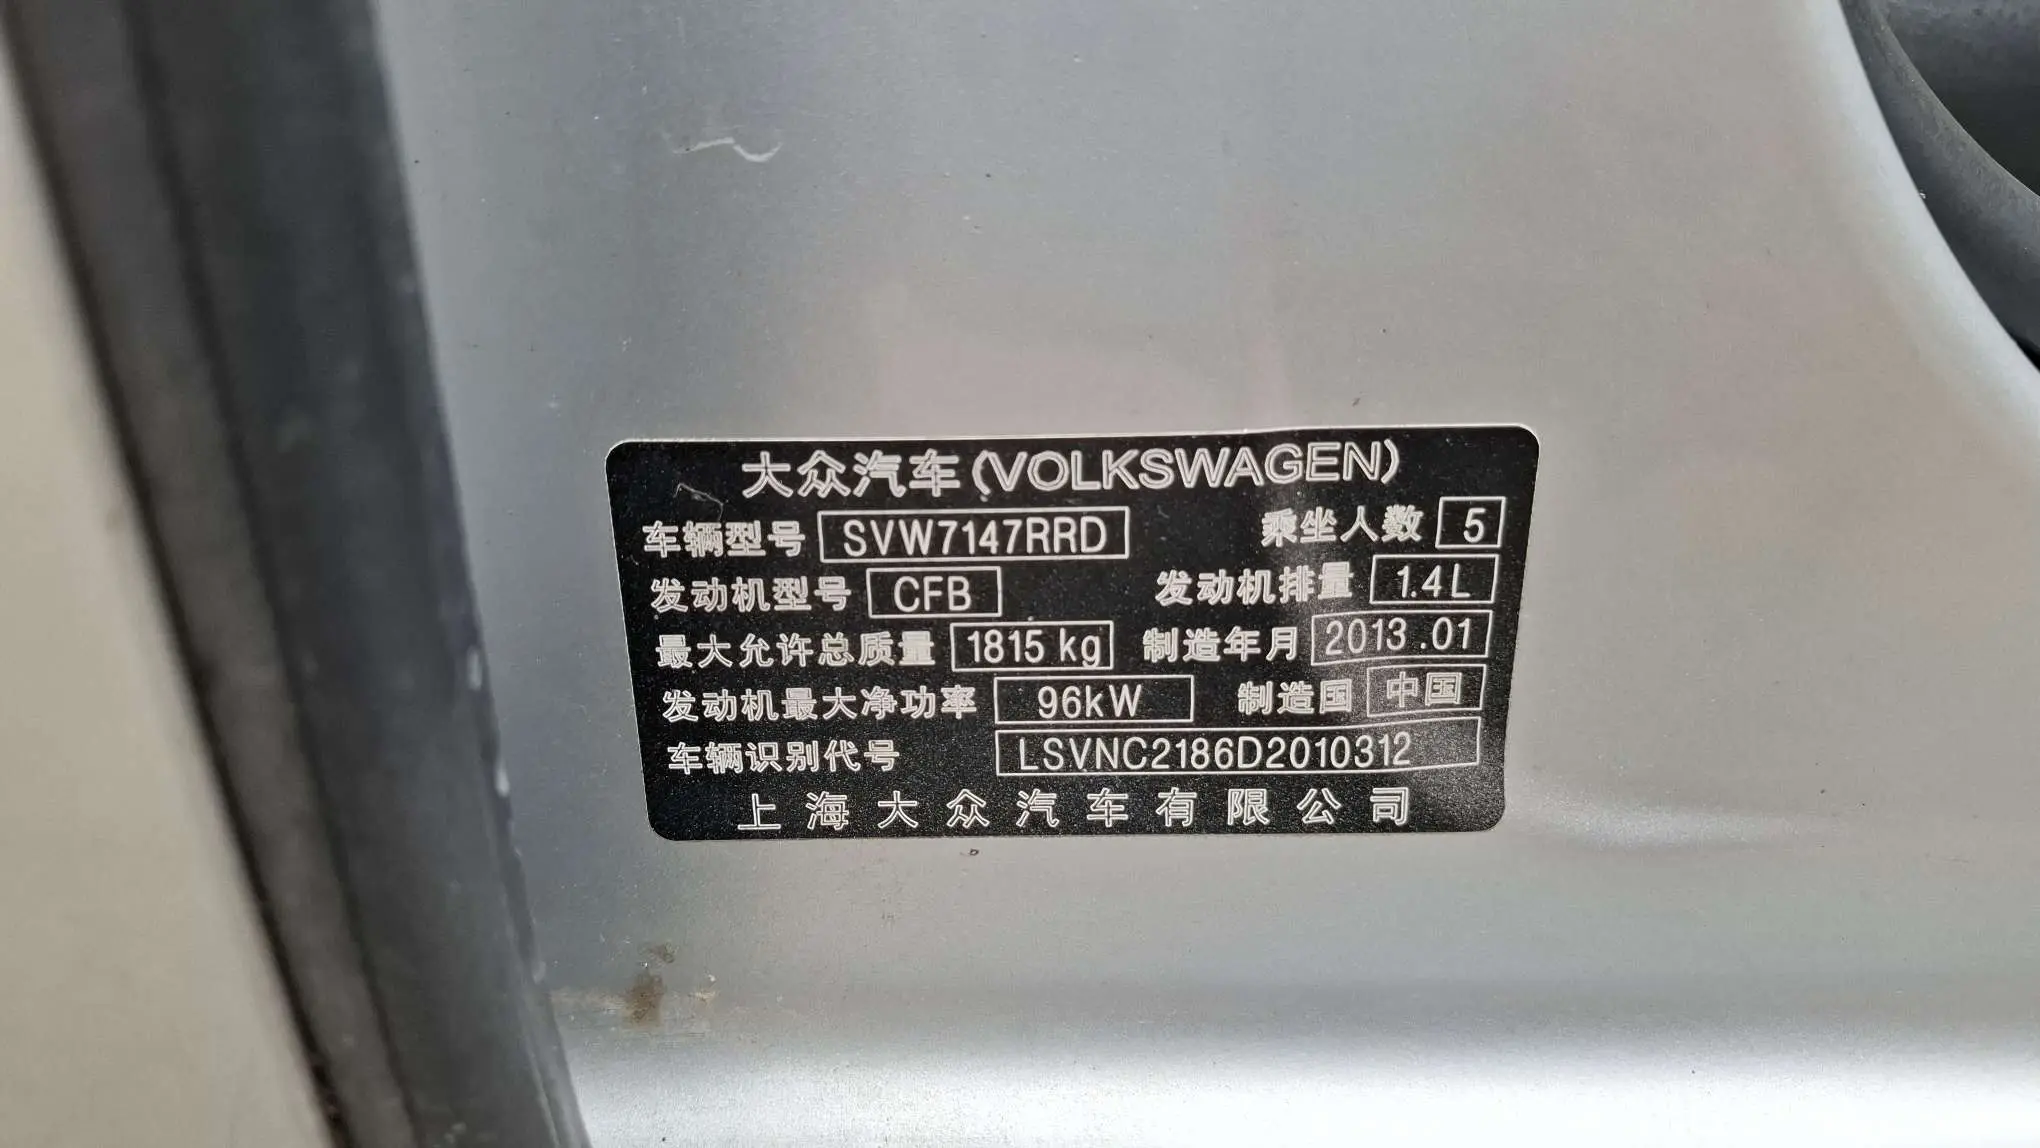 大众汽车(VOLKSWAGEN)
车辆型号 SVW7147RRD 乘坐人数 5
发动机型号 CFB 发动机排量 1.4L
最大允许总质量 1815 kg 制造年月 2013.01
发动机最大净功率 96kW 制造国 中国
车辆识别代号 LSVNC2186D2010312
上海大众汽车有限公司